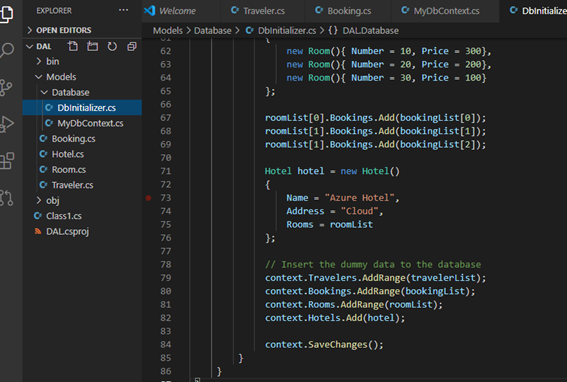 EXPLORER
OPEN EDITORS
DAL
bin
Models
Database
DbInitializer.cs
MyDbContext.cs
Booking.cs
Hotel.cs
Room.cs
Traveler.cs
obj
Class1.cs
DAL.csproj
Welcome
Traveler.cs
Booking.cs
MyDbContext.cs
DbInitializer.cs
Models > Database > DbInitializer.cs > {} DAL.Database
61 {
62 new Room(){ Number = 10, Price = 300},
63 new Room(){ Number = 20, Price = 200},
64 new Room(){ Number = 30, Price = 100}
65 };
66
67 roomList[0].Bookings.Add(bookingList[0]);
68 roomList[1].Bookings.Add(bookingList[1]);
69 roomList[1].Bookings.Add(bookingList[2]);
70
71 Hotel hotel = new Hotel()
72 {
73 Name = "Azure Hotel",
74 Address = "Cloud",
75 Rooms = roomList
76 };
77
78 // Insert the dummy data to the database
79 context.Travelers.AddRange(travelerList);
80 context.Bookings.AddRange(bookingList);
81 context.Rooms.AddRange(roomList);
82 context.Hotels.Add(hotel);
83
84 context.SaveChanges();
85 }
86 }